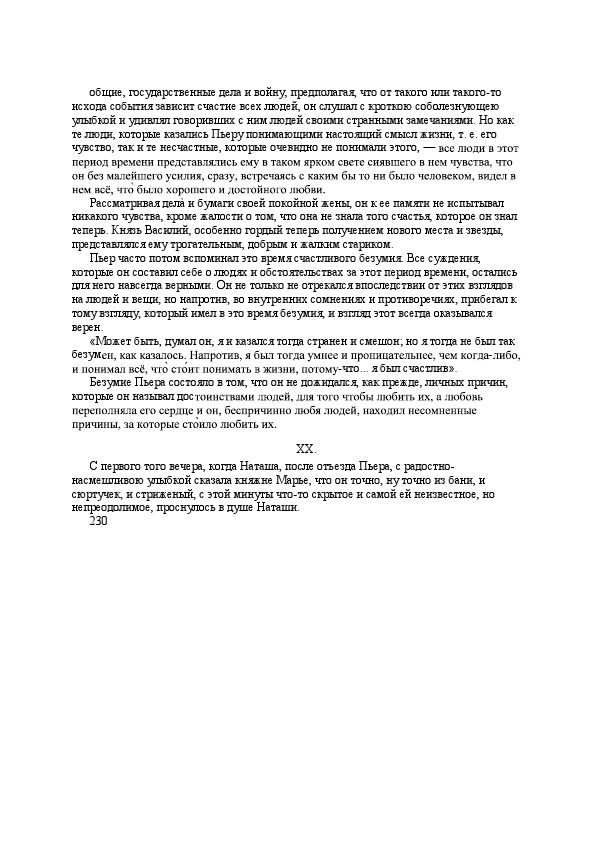 общие, государственные дела и войну, предполагая, что от такого или такого-то
исхода события зависит счастие всех людей, он слушал с кроткою соболезнующею
улыбкой и удивлял говоривших с ним людей своими странными замечаниями. Но как
те люди, которые казались Пьеру понимающими настоящий смысл жизни, т. е. его
чувство, так и те несчастные, которые очевидно не понимали этого, — все люди в этот
период времени представлялись ему в таком ярком свете сиявшего в нем чувства, что
он без малейшего усилия, сразу, встречаясь с каким бы то ни было человеком, видел в
нем всё, что̀ было хорошего и достойного любви.
Рассматривая дела̀ и бумаги своей покойной жены, он к ее памяти не испытывал
никакого чувства, кроме жалости о том, что она не знала того счастья, которое он знал
теперь. Князь Василий, особенно гордый теперь получением нового места и звезды,
представлялся ему трогательным, добрым и жалким стариком.
Пьер часто потом вспоминал это время счастливого безумия. Все суждения,
которые он составил себе о людях и обстоятельствах за этот период времени, остались
для него навсегда верными. Он не только не отрекался впоследствии от этих взглядов
на людей и вещи, но напротив, во внутренних сомнениях и противоречиях, прибегал к
тому взгляду, который имел в это время безумия, и взгляд этот всегда оказывался
верен.
«Может быть, думал он, я и казался тогда странен и смешон; но я тогда не был так
безумен, как казалось. Напротив, я был тогда умнее и проницательнее, чем когда-либо,
и понимал всё, что̀ сто̀ит понимать в жизни, потому-что... я был счастлив».
Безумие Пьера состояло в том, что он не дожидался, как прежде, личных причин,
которые он называл достоинствами людей, для того чтобы любить их, а любовь
переполняла его сердце и он, беспричинно любя людей, находил несомненные
причины, за которые сто̀ило любить их.
XX.
С первого того вечера, когда Наташа, после отъезда Пьера, с радостно-
насмешливою улыбкой сказала княжне Марье, что он точно, ну точно из бани, и
сюртучек, и стриженый, с этой минуты что-то скрытое и самой ей неизвестное, но
непреодолимое, проснулось в душе Наташи.
230